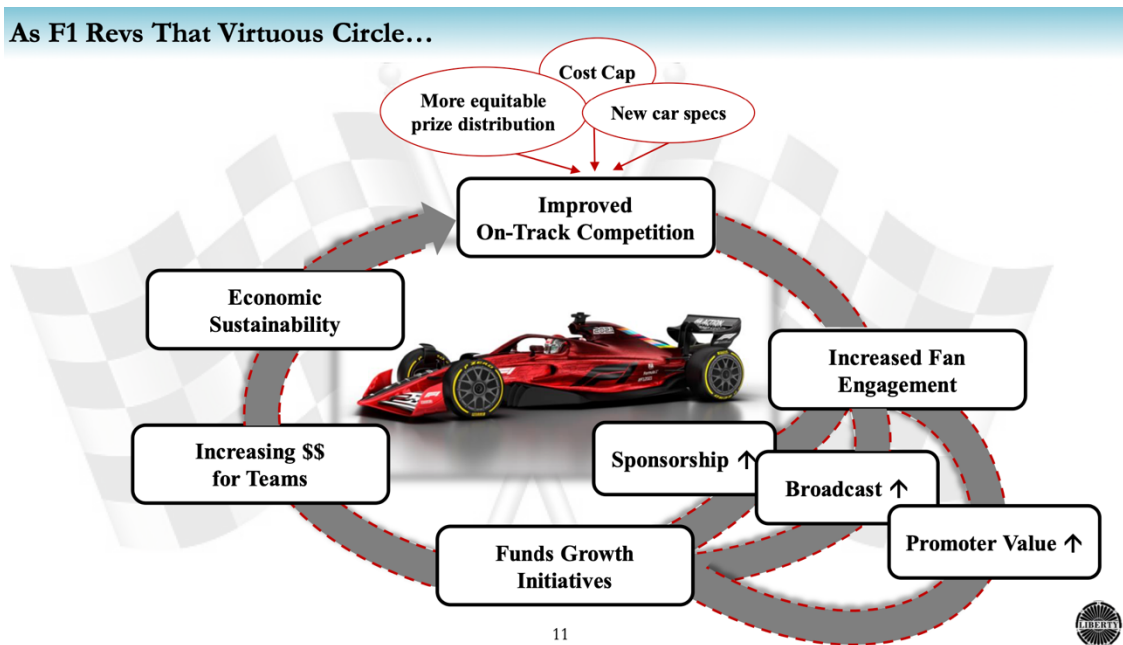 As F1 Revs That Virtuous Circle…
Cost Cap
More equitable
prize distribution
New car specs
Improved
On-Track Competition
Economic
Sustainability
Increased Fan
Engagement
Increasing $$
for Teams
Sponsorship ↑
Broadcast ↑
Promoter Value ↑
Funds Growth
Initiatives
11
LIBERTY